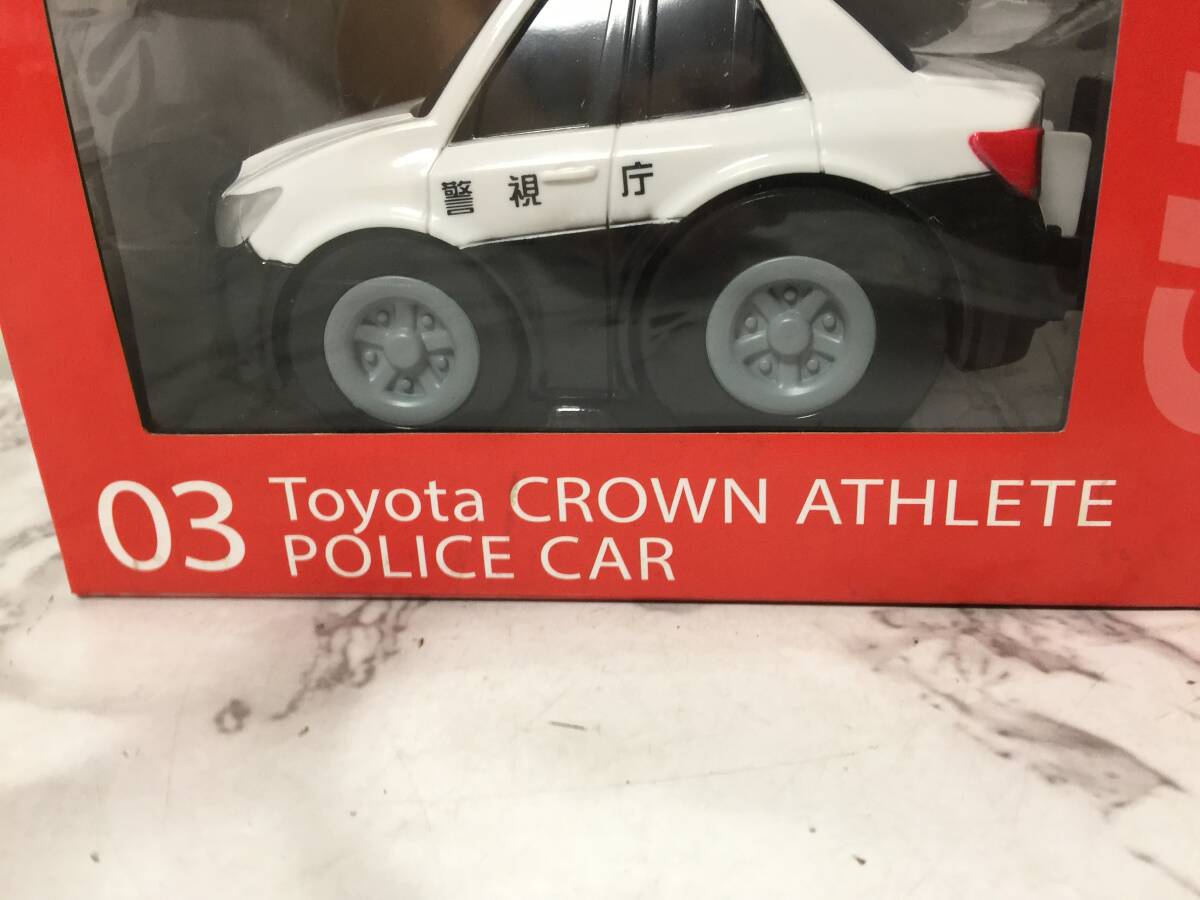 警視庁
03 Toyota CROWN ATHLETE
POLICE CAR